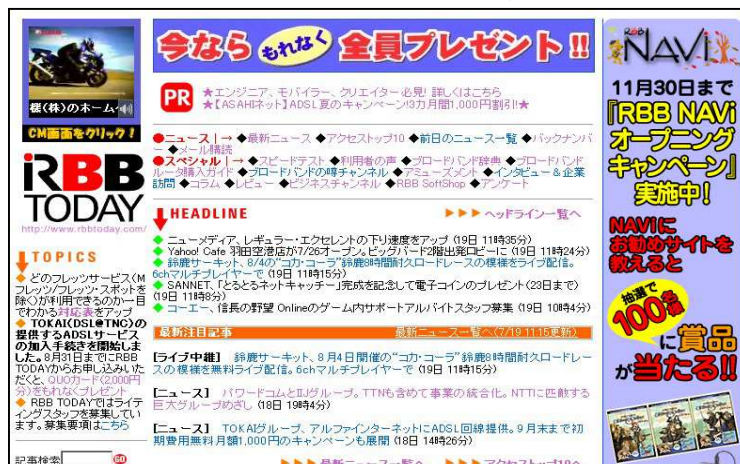 今なら もれなく 全員プレゼント!!
様(株)のホーム
CM画面をクリック!
PR
★エンジニア、モバイラー、クリエイター必見! 詳しくはこちら
★【ASAHIネット】ADSL夏のキャンペーン!3カ月間1,000円割引!★
●ニュース|→ ◆最新ニュース ◆アクセストップ10 ◆前日のニュース一覧 ◆バックナンバ
ー ◆メール購読
●スペシャル|→ ◆スピードテスト ◆利用者の声 ◆ブロードバンド辞典 ◆ブロードバンド
ルータ購入ガイド ◆ブロードバンドの噂チャンネル ◆アミューズメント ◆インタビュー&企業
訪問 ◆コラム ◆レビュー ◆ビジネスチャンネル ◆RBB SoftShop ◆アンケート
RBB
TODAY
http://www.rbbtoday.com/
TOPICS
◆ どのフレッツサービス(M
フレッツ/フレッツ・スポットを
除く)が利用できるのか一目
でわかる対応表をアップ
◆ TOKAI(DSL@TNC)の
提供するADSLサービス
の加入手続きを開始しま
した。8月31日までにRBB
TODAYからお申し込みいた
だくと、QUOカード(2,000円
分)をもれなくプレゼント
◆ RBB TODAYではライテ
ィングスタッフを募集してい
ます。募集要項はこちら
記事検索 GO
HEADLINE
▶▶▶ヘッドライン一覧へ
◆ ニューメディア、レギュラー・エクセレントの下り速度をアップ (19日 11時35分)
◆ Yahoo! Cafe 羽田空港店が7/26オープン。ビッグバード2階出発ロビーに (19日 11時24分)
◆ 鈴鹿サーキット、8/4の“コカ・コーラ”鈴鹿8時間耐久ロードレースの模様をライブ配信。
6chマルチプレイヤーで (19日 11時15分)
◆ SANNET、「とるとるネットキャッチャー」完成を記念して電子コインのプレゼント(23日まで)
(19日 11時8分)
◆ コーエー、信長の野望 Onlineのゲーム内サポートアルバイトスタッフ募集 (19日 10時4分)
最新注目記事
最新ニュース一覧へ(7/19 11:15更新)
[ライブ中継] 鈴鹿サーキット、8月4日開催の“コカ・コーラ”鈴鹿8時間耐久ロードレー
スの模様を無料ライブ配信。6chマルチプレイヤーで (19日 11時15分)
[ニュース] パワードコムとIIJグループ。TTNも含めて事業の統合化。NTTに匹敵する
巨大グループめざし (18日 19時4分)
[ニュース] TOKAIグループ、アルファインターネットにADSL回線提供。9月末まで初
期費用無料 月額1,000円のキャンペーンも展開 (18日 14時26分)
▶▶▶最新ニュース一覧へ ▶▶▶アクセストップ10へ
RBB
NAVi
11月30日まで
『RBB NAVi
オープニング
キャンペーン』
実施中!
NAViに
お勧めサイトを
教えると
抽選で
100名様
に賞品
が当たる!!